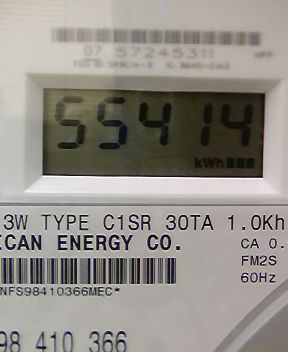 07 57245311
55414
kWh
3W TYPE C1SR 30TA 1.0Kh
ICAN ENERGY CO.
CA 0.
FM2S
60Hz
NFS98410366MEC*
98 410 366